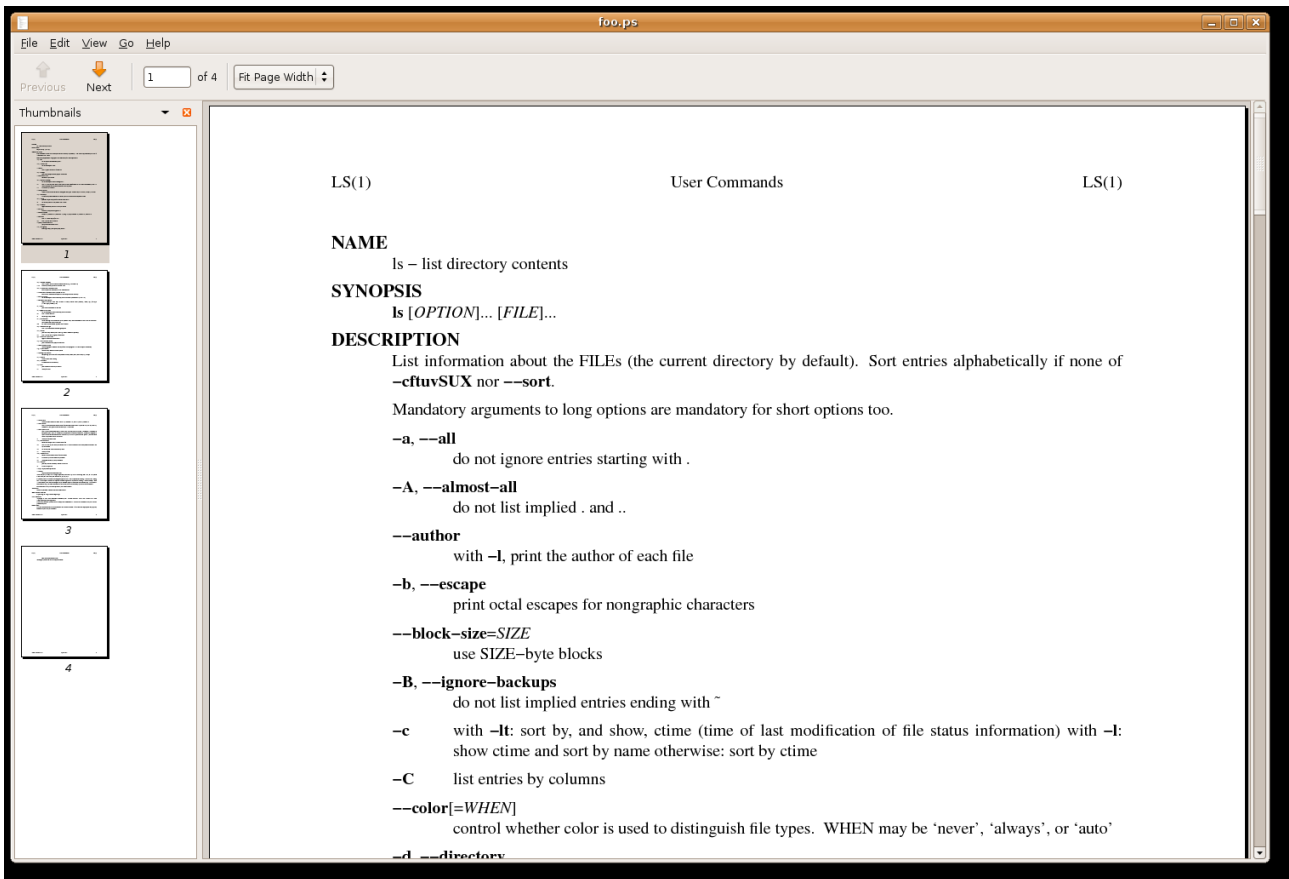 foo.ps
File Edit View Go Help
Previous Next 1 of 4 Fit Page Width
Thumbnails
1
2
3
4
LS(1) User Commands LS(1)
NAME
ls − list directory contents
SYNOPSIS
ls [OPTION]... [FILE]...
DESCRIPTION
List information about the FILEs (the current directory by default). Sort entries alphabetically if none of
−cftuvSUX nor −−sort.
Mandatory arguments to long options are mandatory for short options too.
−a, −−all
do not ignore entries starting with .
−A, −−almost−all
do not list implied . and ..
−−author
with −l, print the author of each file
−b, −−escape
print octal escapes for nongraphic characters
−−block−size=SIZE
use SIZE−byte blocks
−B, −−ignore−backups
do not list implied entries ending with ˜
−c with −lt: sort by, and show, ctime (time of last modification of file status information) with −l:
show ctime and sort by name otherwise: sort by ctime
−C list entries by columns
−−color[=WHEN]
control whether color is used to distinguish file types. WHEN may be ‘never’, ‘always’, or ‘auto’
−d, −−directory